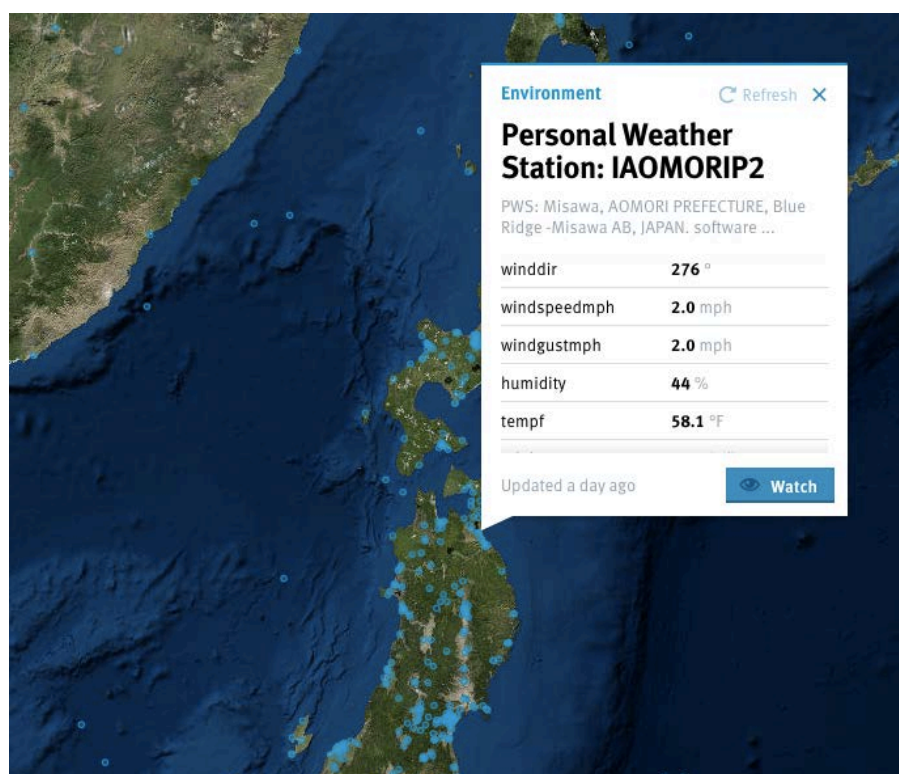 Environment
Refresh
Personal Weather
Station: IAOMORIP2
PWS: Misawa, AOMORI PREFECTURE, Blue
Ridge -Misawa AB, JAPAN. software ...
winddir 276 °
windspeedmph 2.0 mph
windgustmph 2.0 mph
humidity 44 %
tempf 58.1 °F
Updated a day ago
Watch